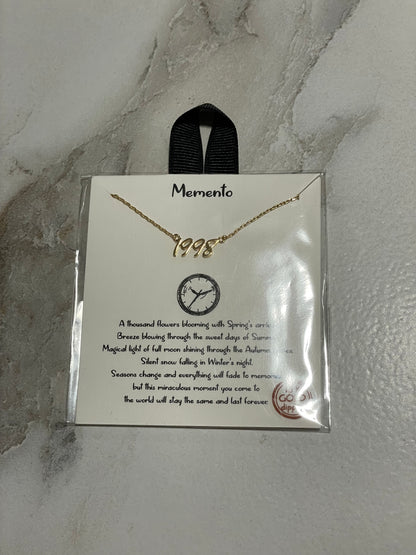 Memento
1998
A thousand flowers blooming with Spring's
Breeze blowing through the sweet days of
Magical light of full moon shining through the Autumn
Silent snow falling in Winter's night.
Seasons change and everything will fade to
but this miraculous moment you come to
the world will stay the same and last forever.
GOLD
dipped